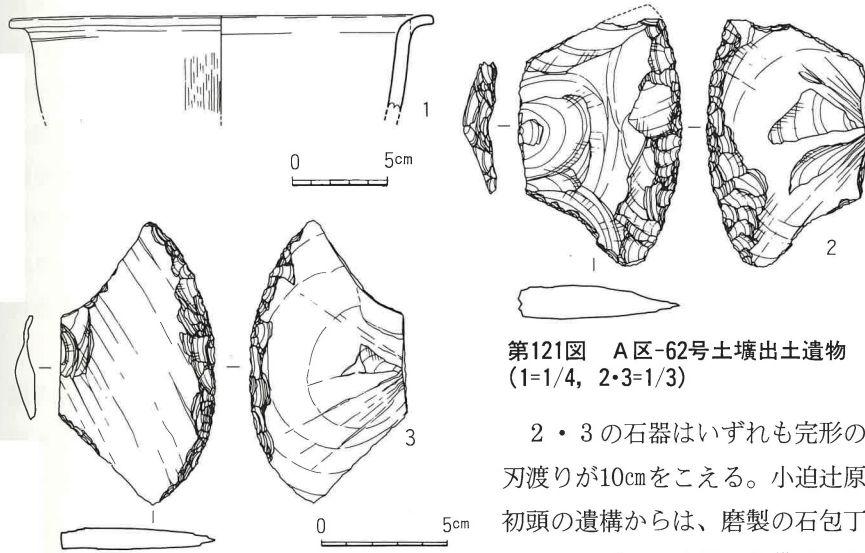 1
0 5cm
2
3
0 5cm
第121図 A区-62号土壙出土遺物
(1=1/4, 2・3=1/3)
2・3の石器はいずれも完形の
刃渡りが10cmをこえる。小迫辻原
初頭の遺構からは、磨製の石包丁